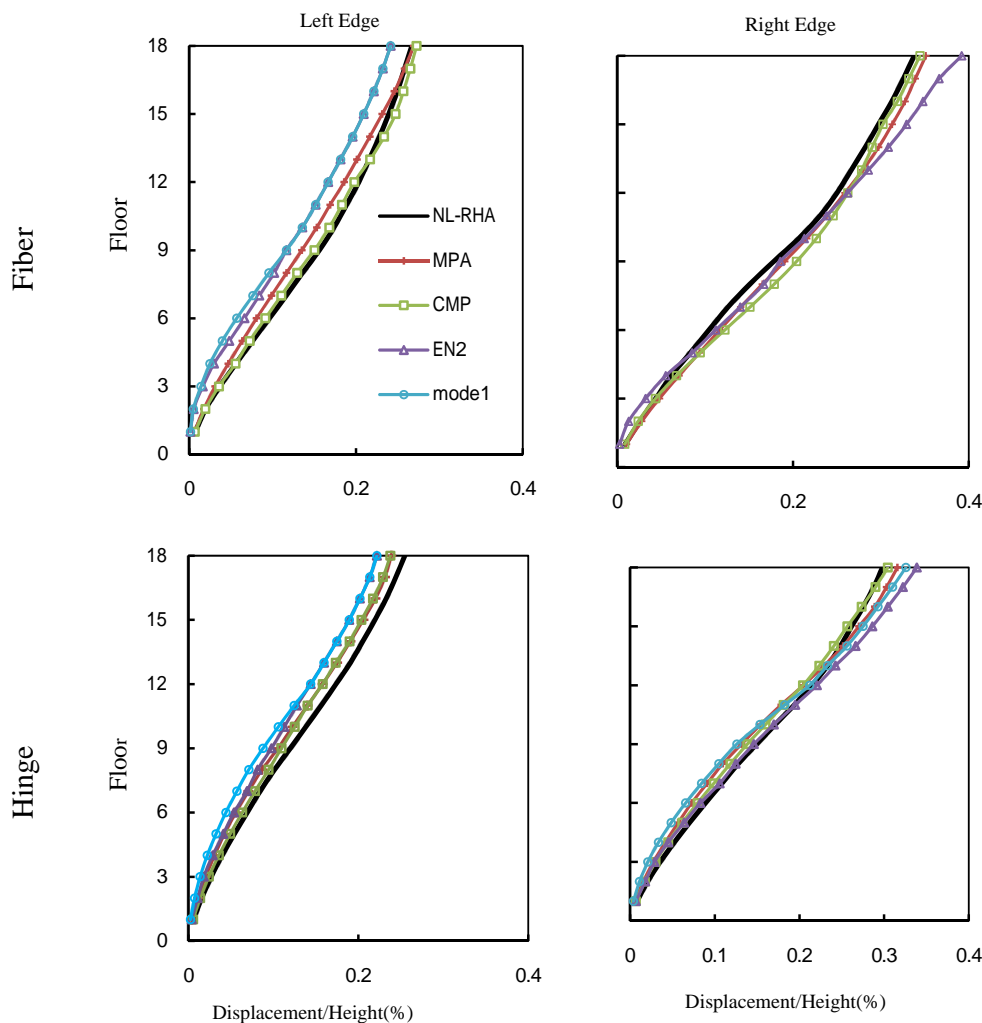 Left Edge
Right Edge
18
15
12
9
6
3
0
Floor
Fiber
NL-RHA
MPA
CMP
EN2
mode1
0
0.2
0.4
0
0.2
0.4
18
15
12
9
6
3
0
Floor
Hinge
0
0.2
0.4
Displacement/Height(%)
0
0.1
0.2
0.3
0.4
Displacement/Height(%)